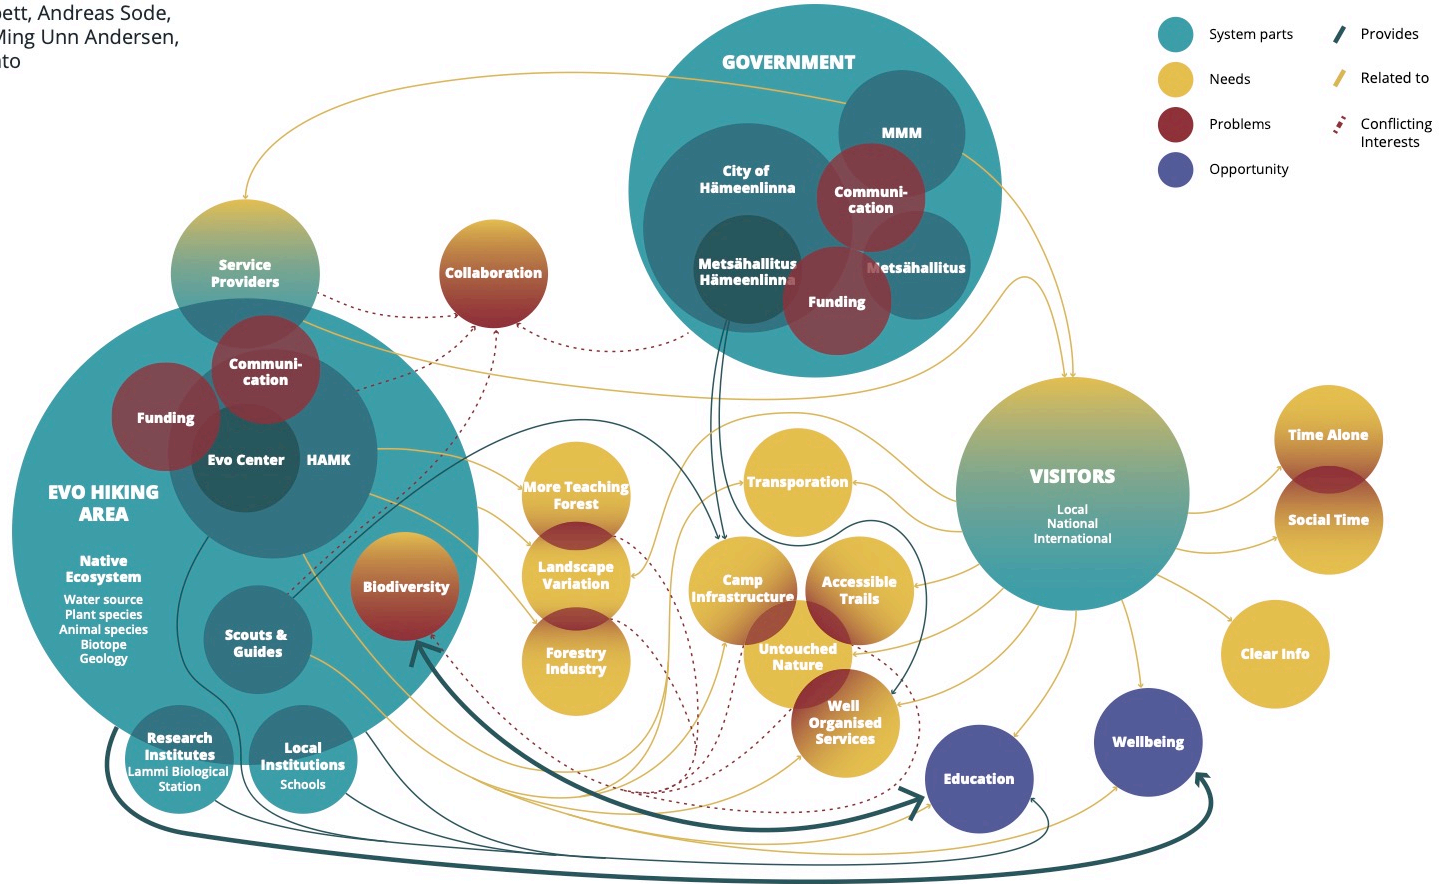 Andreas Sode,
Unn Andersen,
System parts
Needs
Problems
Opportunity
Provides
Related to
Conflicting
Interests
GOVERNMENT
MMM
City of
Hämeenlinna
Communi-
cation
Metsähallitus
Hämeenlinna
Metsähallitus
Funding
Service
Providers
Collaboration
Communi-
cation
Funding
Evo Center
HAMK
EVO HIKING
AREA
Native
Ecosystem
Water source
Plant species
Animal species
Biotope
Geology
Biodiversity
Scouts &
Guides
Research
Institutes
Lammi Biological
Station
Local
Institutions
Schools
More Teaching
Forest
Landscape
Variation
Forestry
Industry
Transporation
Camp
Infrastructure
Accessible
Trails
Untouched
Nature
Well
Organised
Services
VISITORS
Local
National
International
Time Alone
Social Time
Clear Info
Wellbeing
Education